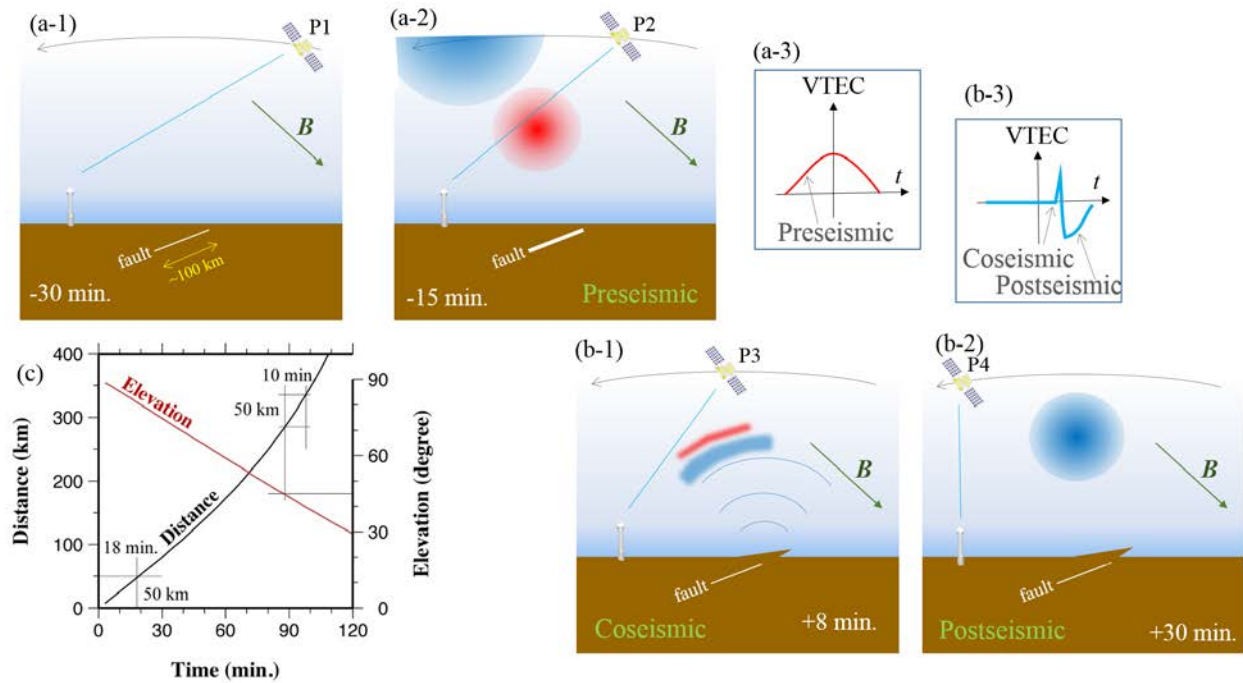 (a-1)
P1
B
fault
~100 km
-30 min.
(a-2)
P2
B
fault
-15 min.
Preseismic
(a-3)
VTEC
t
Preseismic
(b-3)
VTEC
t
Coseismic
Postseismic
(c)
400
300
200
100
0
Distance (km)
Elevation
Distance
10 min.
50 km
18 min.
50 km
90
60
30
0
Elevation (degree)
0
30
60
90
120
Time (min.)
(b-1)
P3
B
fault
Coseismic
+8 min.
(b-2)
P4
B
fault
Postseismic
+30 min.